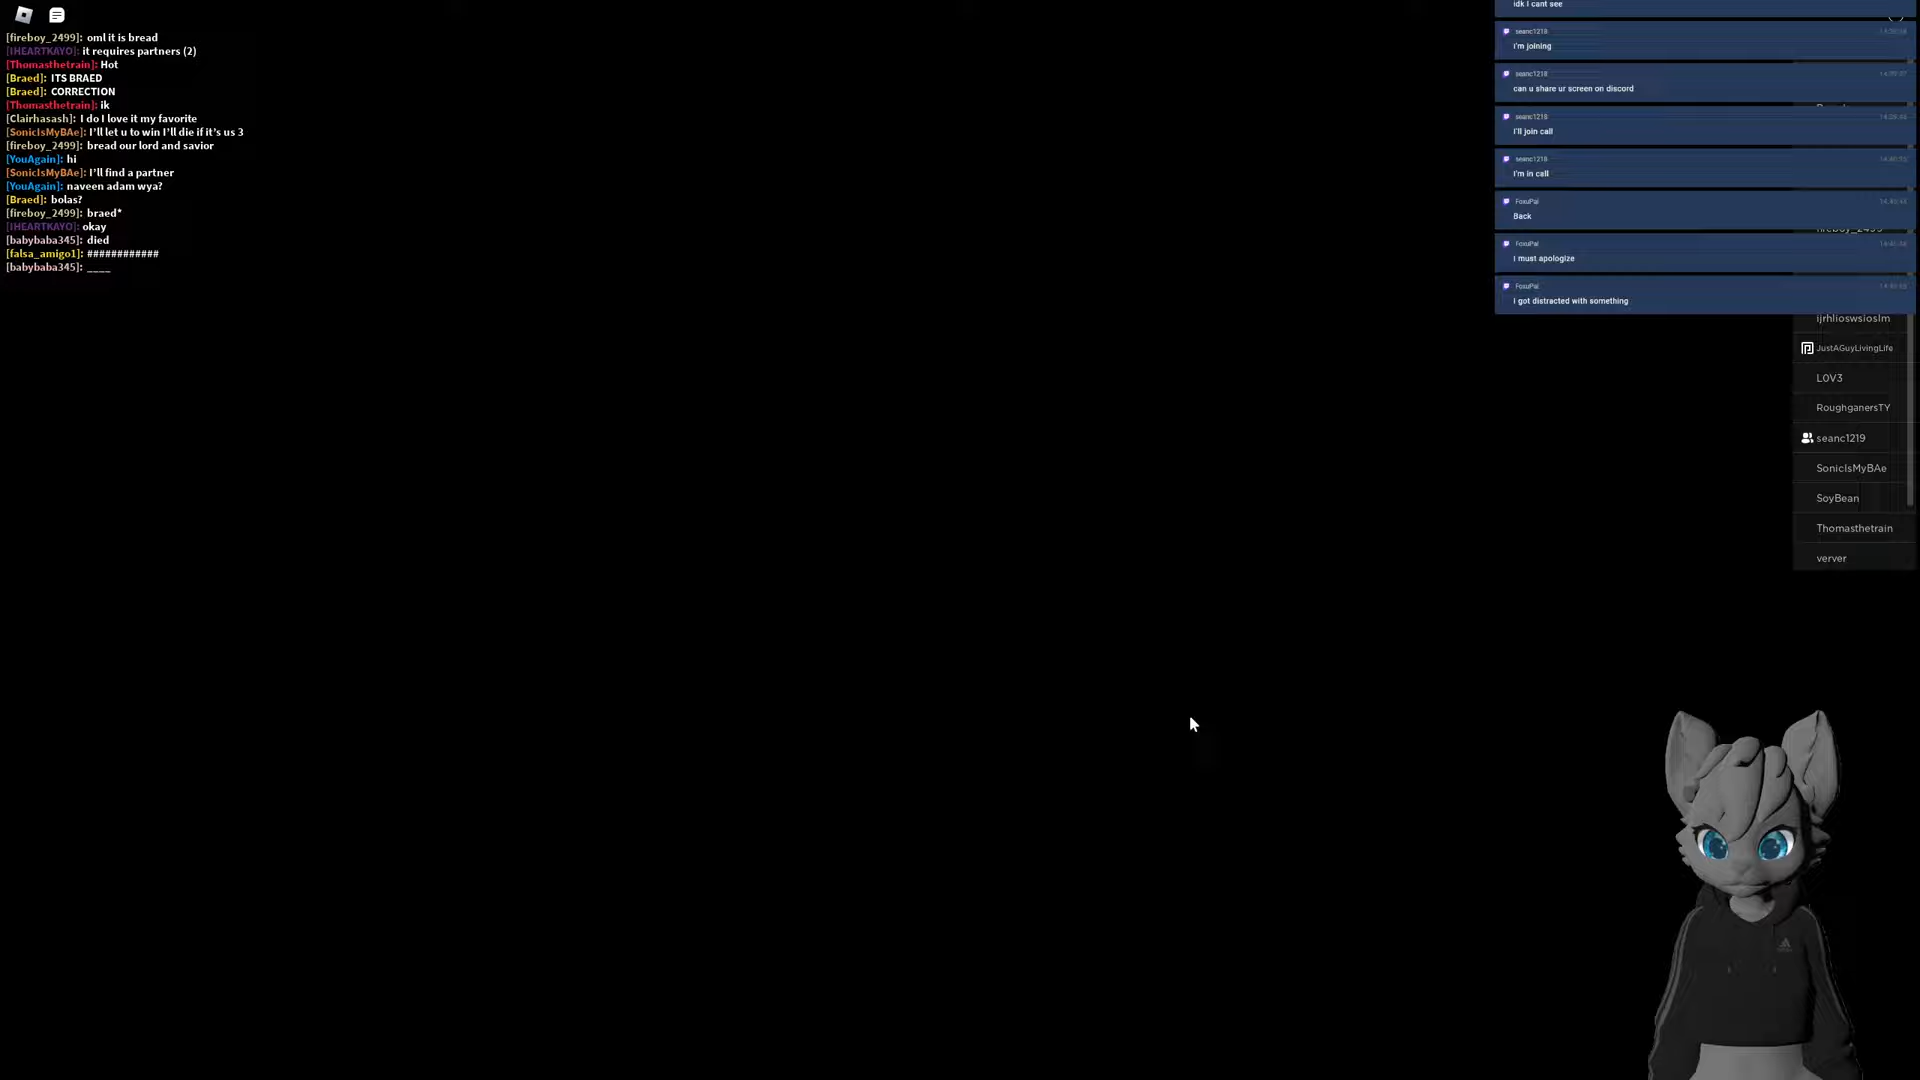 [fireboy_2499]: oml it is bread
[IHEARTKAYO]: it requires partners (2)
[Thomasthetrain]: Hot
[Braed]: ITS BRAED
[Braed]: CORRECTION
[Thomasthetrain]: ik
[Clairhasash]: I do I love it my favorite
[SonicIsMyBAe]: I'll let u to win I'll die if it's us 3
[fireboy_2499]: bread our lord and savior
[YouAgain]: hi
[SonicIsMyBAe]: I'll find a partner
[YouAgain]: naveen adam wya?
[Braed]: bolas?
[fireboy_2499]: braed*
[IHEARTKAYO]: okay
[babybaba345]: died
[falsa_amigo1]: ############
[babybaba345]: ____
idk I cant see
seanc1218
i'm joining
seanc1218
can u share ur screen on discord
seanc1218
I'll join call
seanc1218
I'm in call
FoxuPal
Back
FoxuPal
I must apologize
FoxuPal
I got distracted with something
fireboy_2499
ijrhlioswsioslm
JustAGuyLivingLife
L0V3
RoughganersTY
seanc1219
SonicIsMyBAe
SoyBean
Thomasthetrain
verver